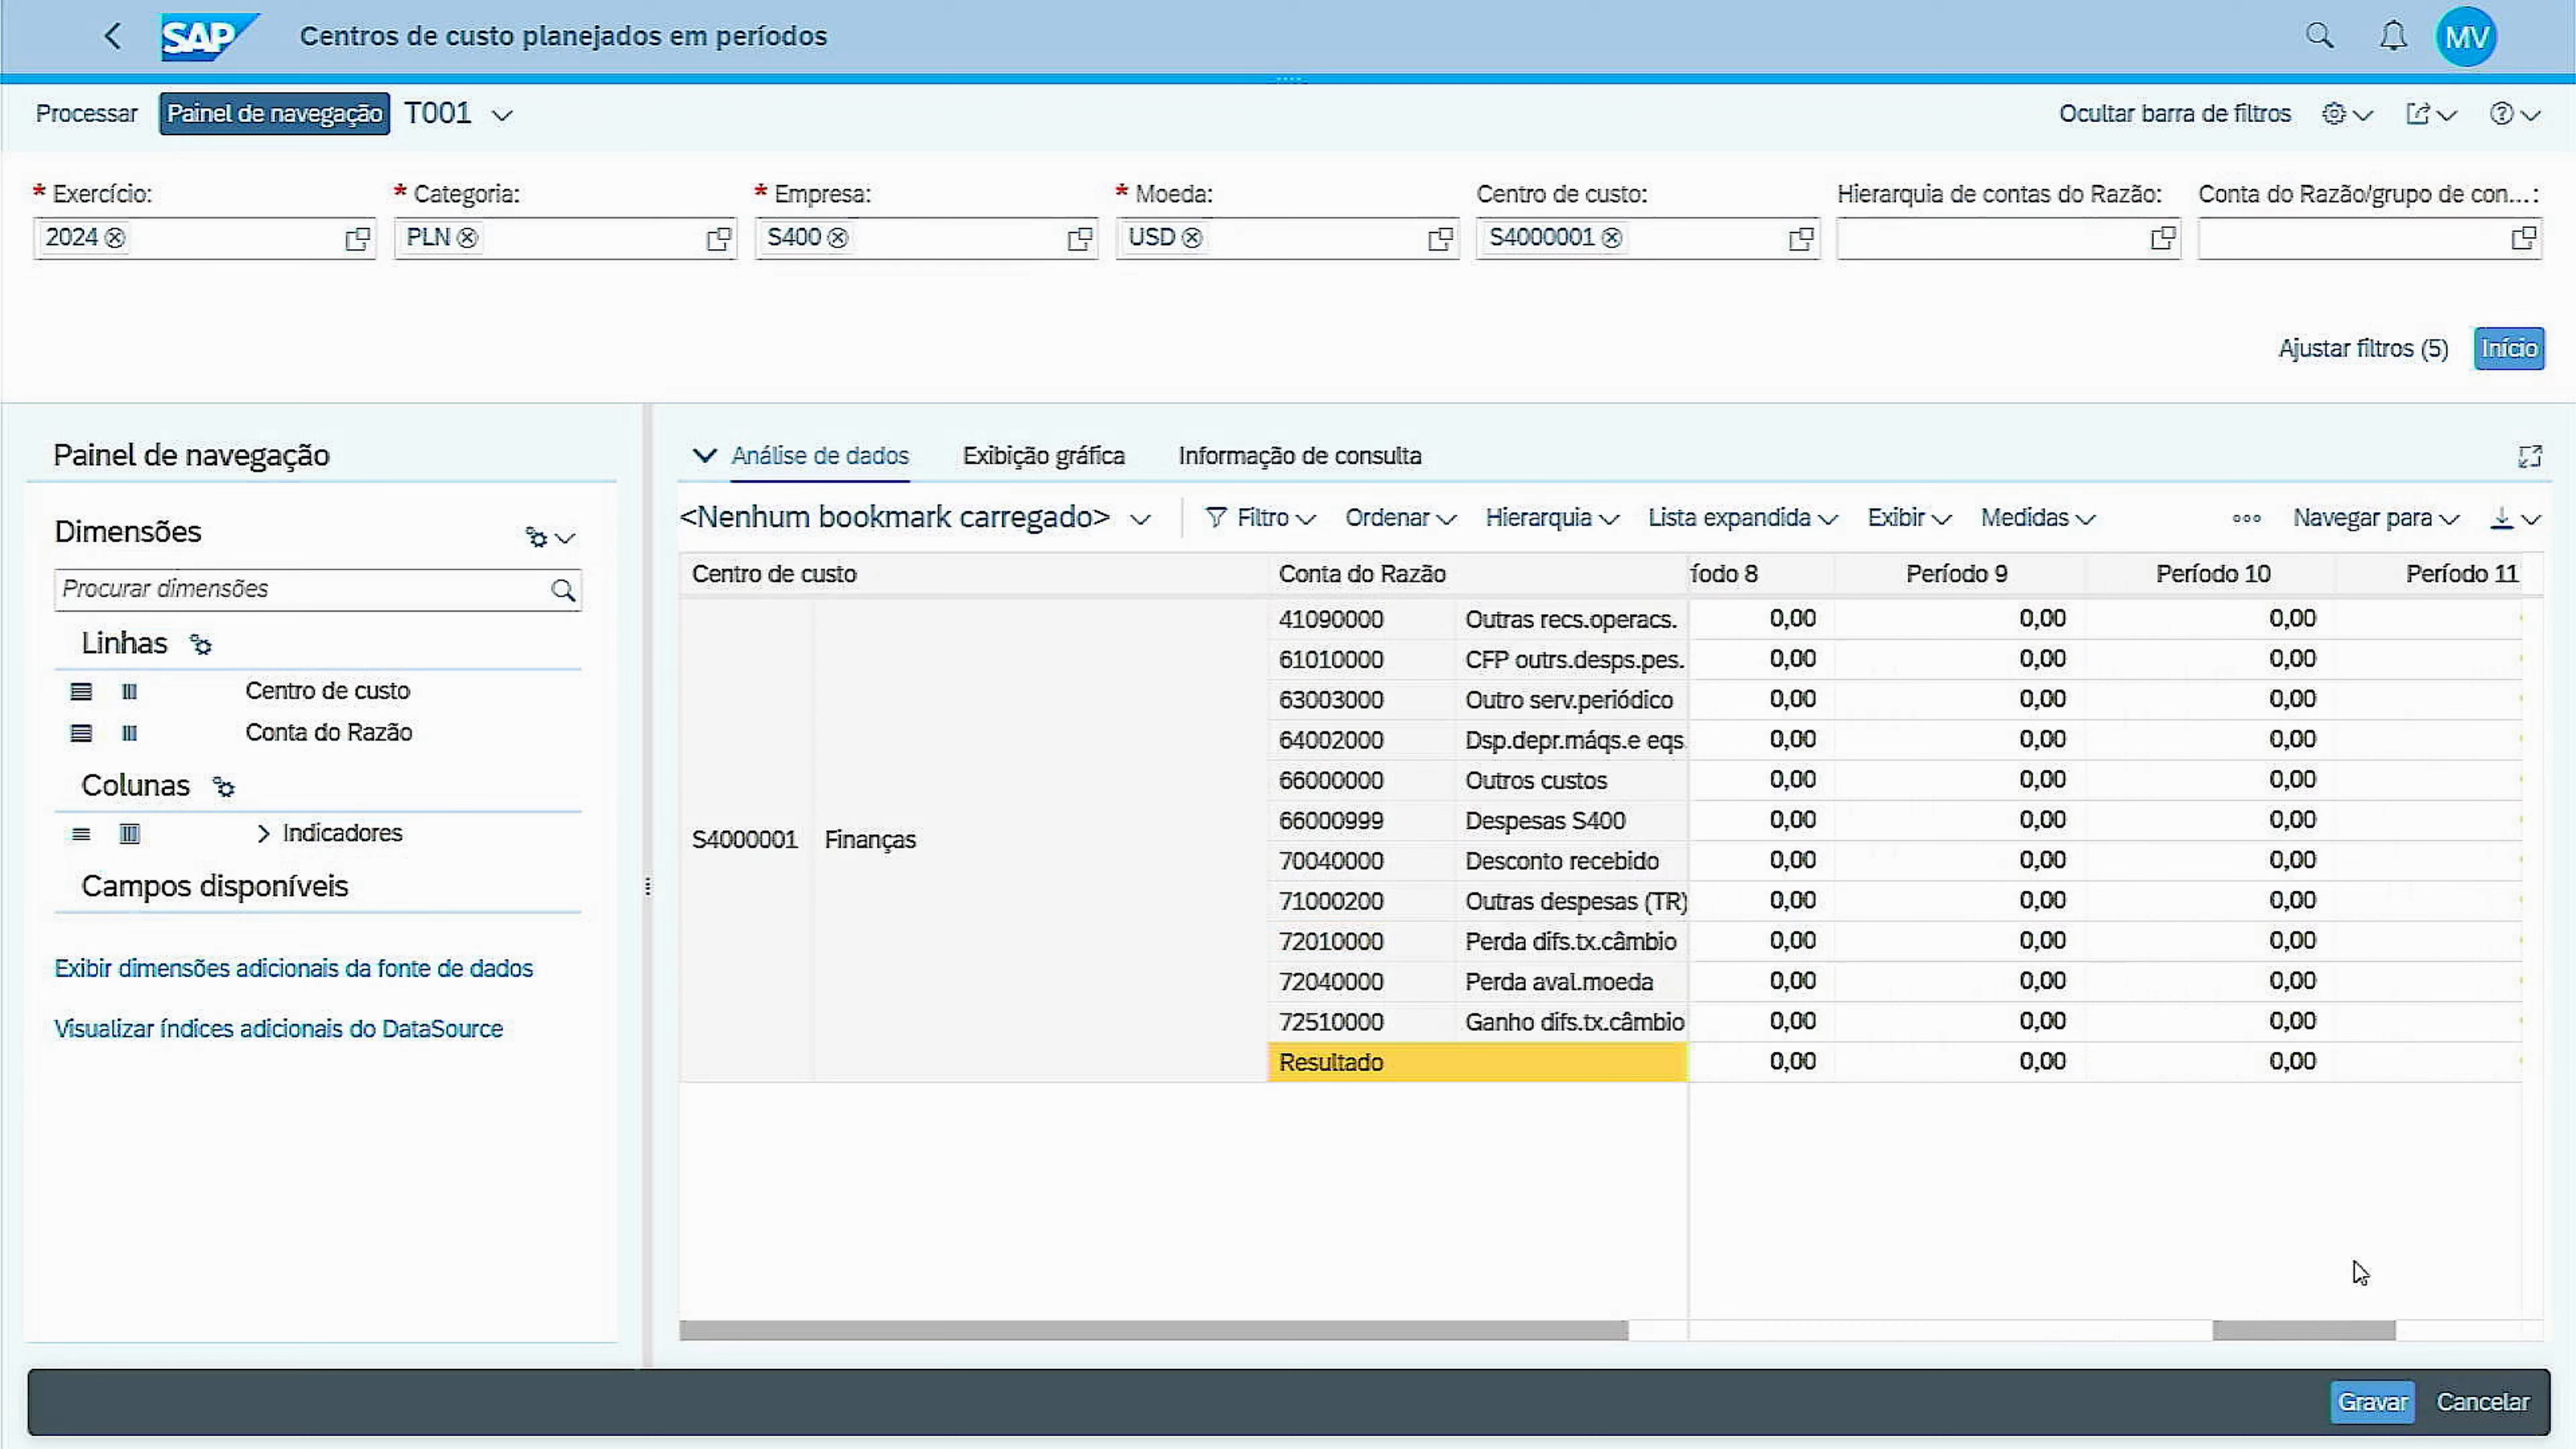 SAP Centros de custo planejados em períodos MV
Processar Painel de navegação T001 Ocultar barra de filtros
* Exercício: * Categoria: * Empresa: * Moeda: Centro de custo: Hierarquia de contas do Razão: Conta do Razão/grupo de con...:
2024 PLN S400 USD S4000001
Ajustar filtros (5) Início
Painel de navegação
Dimensões
Procurar dimensões
Linhas
Centro de custo
Conta do Razão
Colunas
Indicadores
Campos disponíveis
Exibir dimensões adicionais da fonte de dados
Visualizar índices adicionais do DataSource
Análise de dados Exibição gráfica Informação de consulta
<Nenhum bookmark carregado> Filtro Ordenar Hierarquia Lista expandida Exibir Medidas Navegar para
Centro de custo Conta do Razão íodo 8 Período 9 Período 10 Período 11
S4000001 Finanças
41090000 Outras recs.operacs. 0,00 0,00 0,00
61010000 CFP outrs.desps.pes. 0,00 0,00 0,00
63003000 Outro serv.periódico 0,00 0,00 0,00
64002000 Dsp.depr.máqs.e eqs. 0,00 0,00 0,00
66000000 Outros custos 0,00 0,00 0,00
66000999 Despesas S400 0,00 0,00 0,00
70040000 Desconto recebido 0,00 0,00 0,00
71000200 Outras despesas (TR) 0,00 0,00 0,00
72010000 Perda difs.tx.câmbio 0,00 0,00 0,00
72040000 Perda aval.moeda 0,00 0,00 0,00
72510000 Ganho difs.tx.câmbio 0,00 0,00 0,00
Resultado 0,00 0,00 0,00
Gravar Cancelar